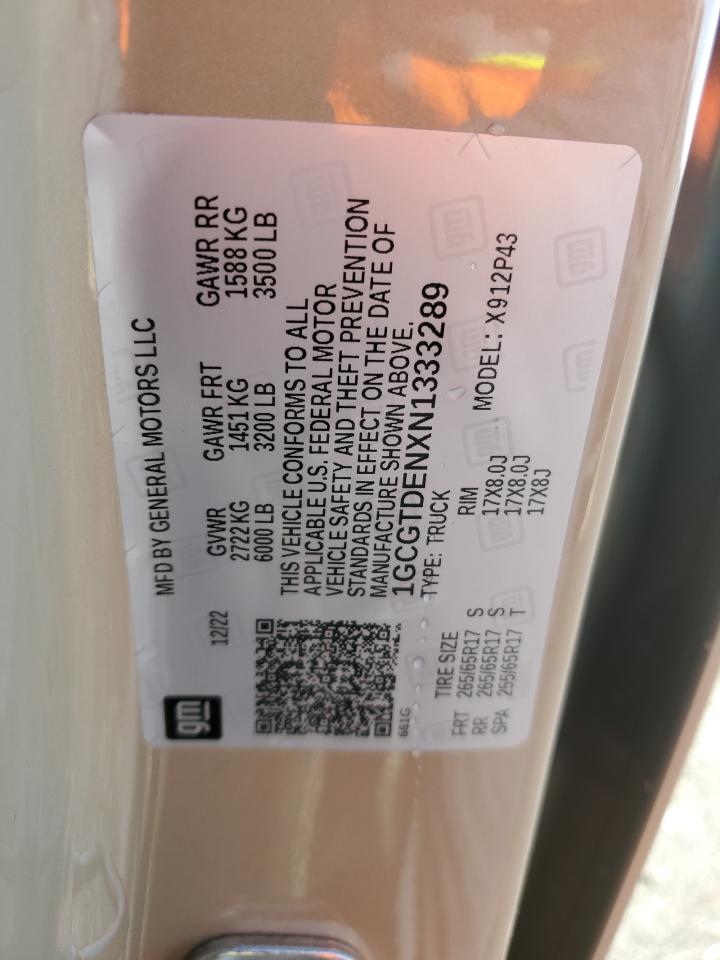 gm
MFD BY GENERAL MOTORS LLC
12/22 GVWR GAWR FRT GAWR RR
2722 KG 1451 KG 1588 KG
6000 LB 3200 LB 3500 LB
THIS VEHICLE CONFORMS TO ALL
APPLICABLE U.S. FEDERAL MOTOR
VEHICLE SAFETY AND THEFT PREVENTION
STANDARDS IN EFFECT ON THE DATE OF
MANUFACTURE SHOWN ABOVE.
1GCGTDENXN1333289
661G TYPE: TRUCK MODEL: X912P43
TIRE SIZE RIM
FRT 265/65R17 S 17X8.0J
RR 265/65R17 S 17X8.0J
SPA 255/65R17 T 17X8J